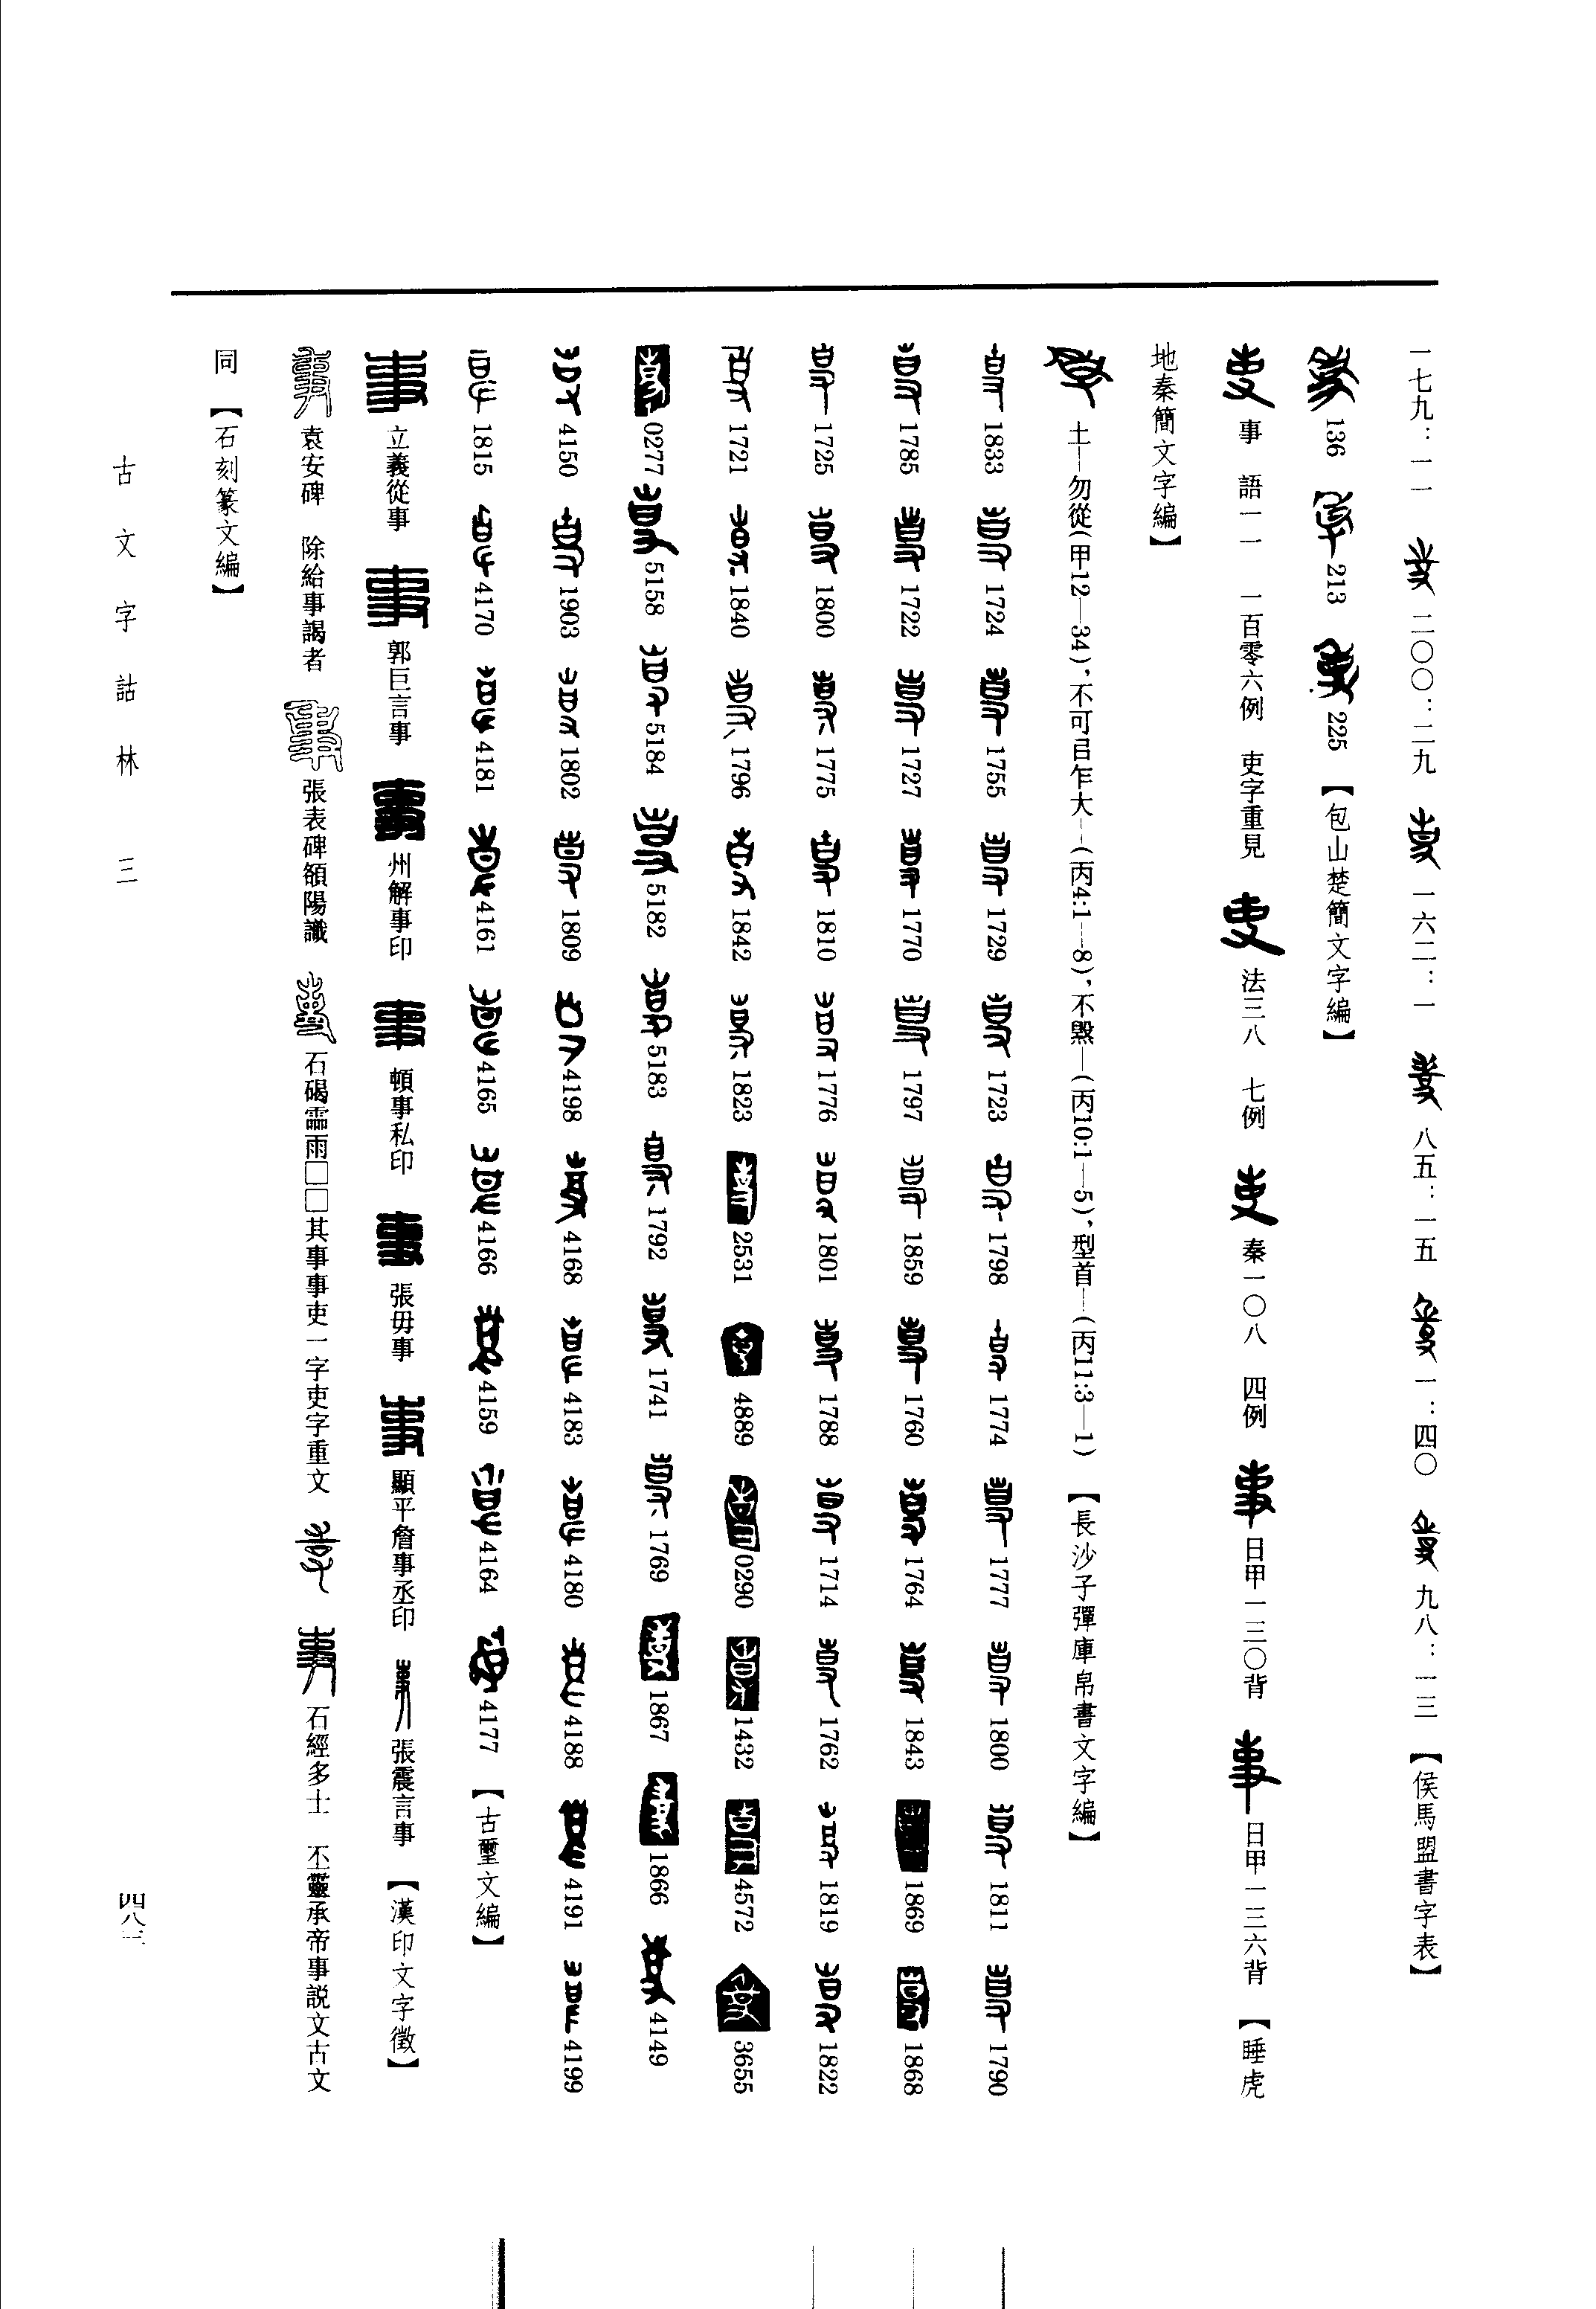 一七九：一一　二〇〇：二九　一六二：一　八五：一五　一：四〇　九八：一三　【侯馬盟書字表】
136　213　225　【包山楚簡文字編】
事　語一一　一百零六例　吏字重見　法三八　七例　秦一〇八　四例　日甲一三〇背　日甲一三六背　【睡虎
地秦簡文字編】
土—勿從(甲12—34)，不可㠯乍大—(丙4:1—8)，不毀—(丙10:1—5)，型首—(丙11:3—1)　【長沙子彈庫帛書文字編】
1833　1724　1755　1729　1723　1798　1774　1777　1800　1811　1790
1785　1722　1727　1770　1797　1859　1760　1764　1843　1869　1868
1725　1800　1775　1810　1776　1801　1788　1714　1762　1819　1822
1721　1840　1796　1842　1823　2531　4889　0290　1432　4572　3655
0277　5158　5184　5182　5183　1792　1741　1769　1867　1866　4149
4150　1903　1802　1809　4198　4168　4183　4180　4188　4191　4199
1815　4170　4181　4161　4165　4166　4159　4164　4177　【古璽文編】
立義從事　郭巨言事　州解事印　頓事私印　張毋事　顯平詹事丞印　張震言事　【漢印文字徵】
袁安碑　除給事謁者　張表碑領陽識　石碣霝雨□□其事事吏一字吏字重文　石經多士　丕靈承帝事説文古文
同　【石刻篆文編】
古文字詁林　三
四八三